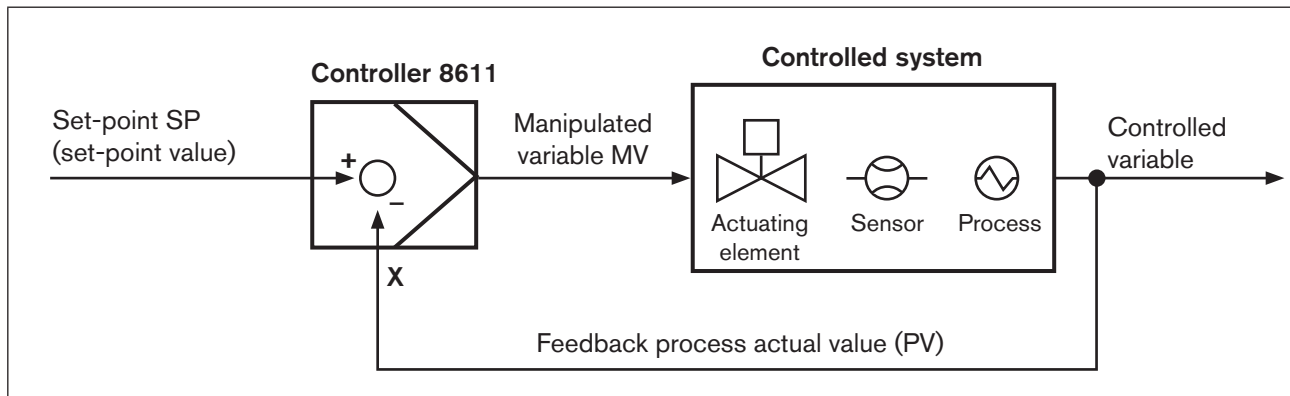 Controller 8611
Controlled system
Set-point SP
(set-point value)
Manipulated
variable MV
Controlled
variable
+
–
Actuating
element
Sensor
Process
X
Feedback process actual value (PV)